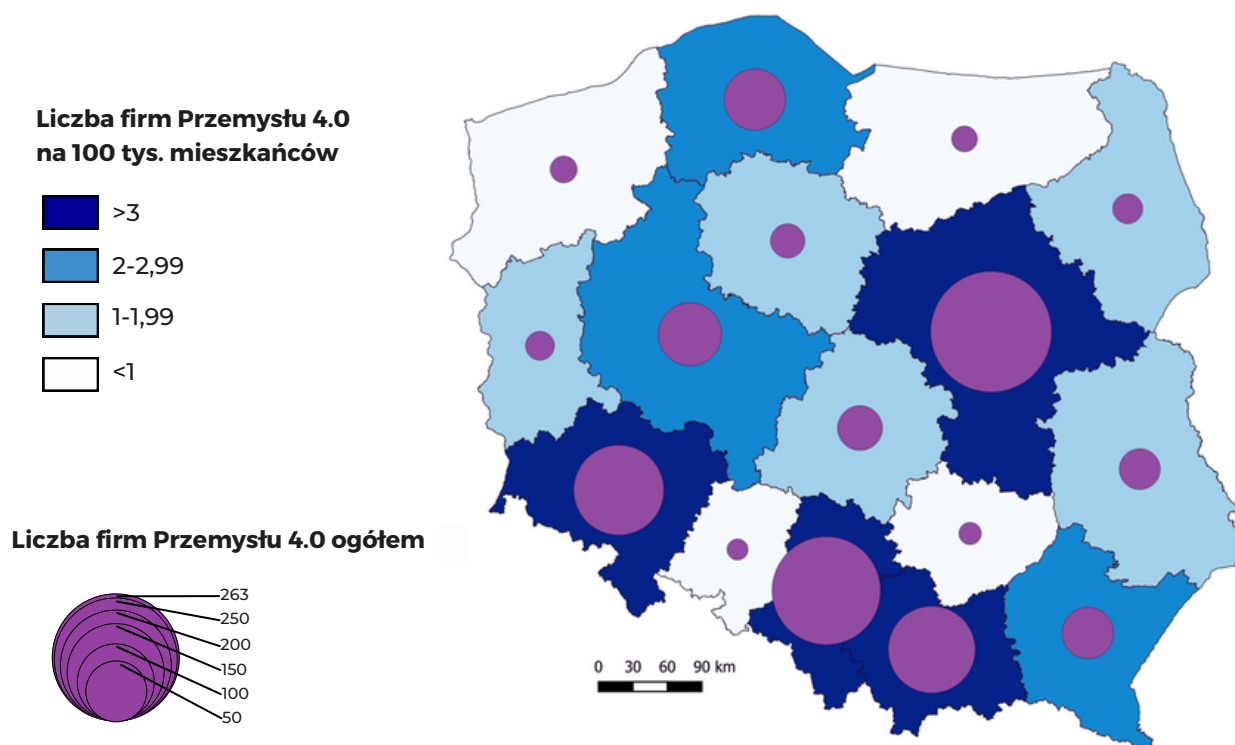 Liczba firm Przemysłu 4.0
na 100 tys. mieszkańców
>3
2-2,99
1-1,99
<1
Liczba firm Przemysłu 4.0 ogółem
263
250
200
150
100
50
0 30 60 90 km